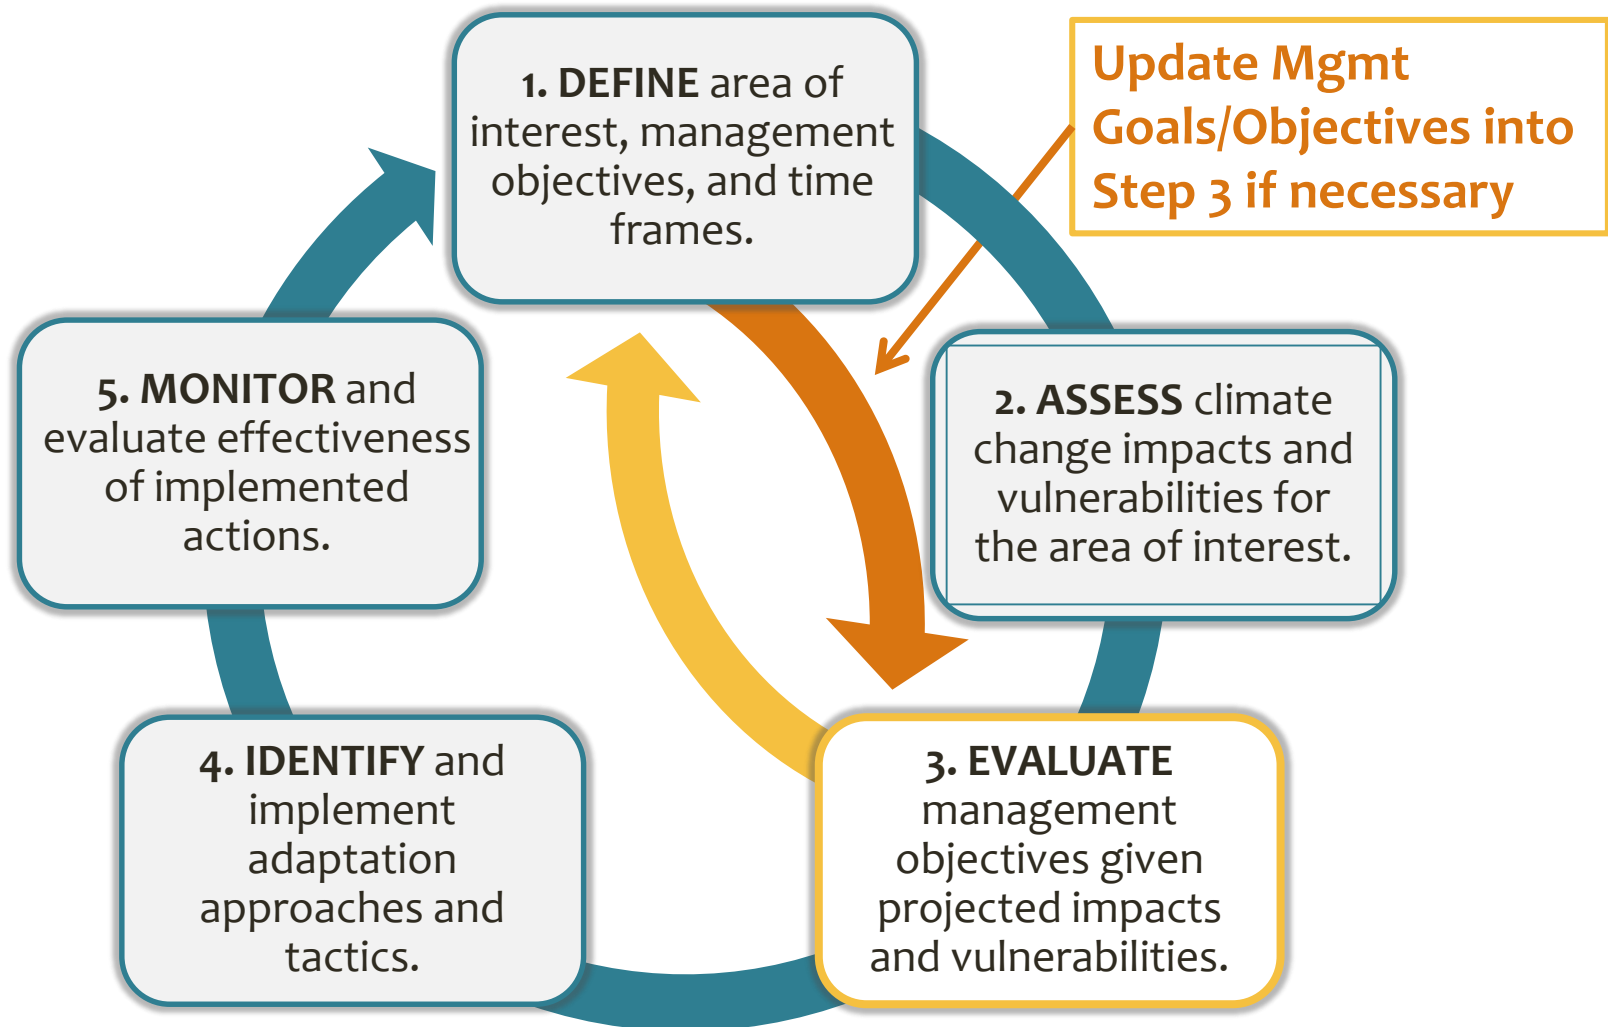 1. DEFINE area of
interest, management
objectives, and time
frames.
Update Mgmt
Goals/Objectives into
Step 3 if necessary
2. ASSESS climate
change impacts and
vulnerabilities for
the area of interest.
3. EVALUATE
management
objectives given
projected impacts
and vulnerabilities.
4. IDENTIFY and
implement
adaptation
approaches and
tactics.
5. MONITOR and
evaluate effectiveness
of implemented
actions.